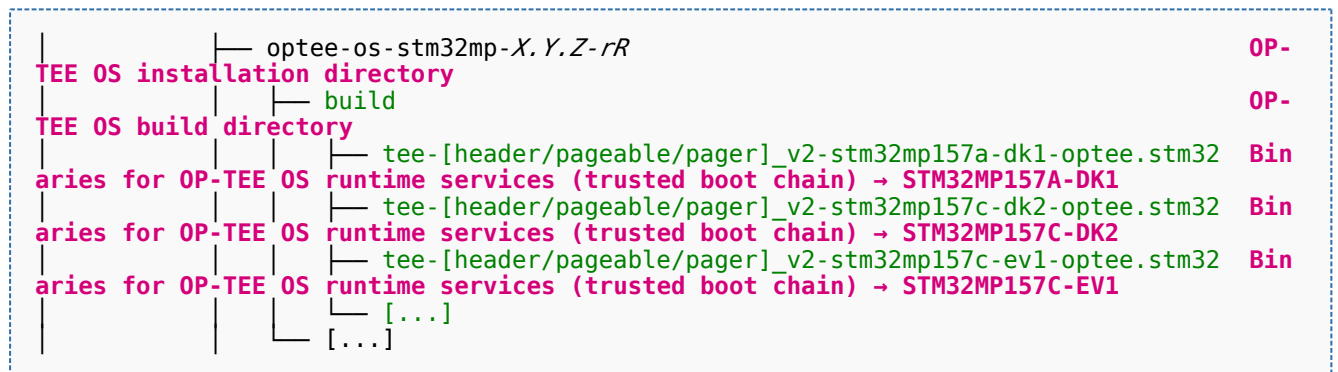 │           ├── optee-os-stm32mp-X.Y.Z-rR                                     OP-
TEE OS installation directory
│           │   ├── build                                                     OP-
TEE OS build directory
│           │   │   ├── tee-[header/pageable/pager]_v2-stm32mp157a-dk1-optee.stm32  Bin
aries for OP-TEE OS runtime services (trusted boot chain) → STM32MP157A-DK1
│           │   │   ├── tee-[header/pageable/pager]_v2-stm32mp157c-dk2-optee.stm32  Bin
aries for OP-TEE OS runtime services (trusted boot chain) → STM32MP157C-DK2
│           │   │   ├── tee-[header/pageable/pager]_v2-stm32mp157c-ev1-optee.stm32  Bin
aries for OP-TEE OS runtime services (trusted boot chain) → STM32MP157C-EV1
│           │   │   └── [...]
│           │   └── [...]